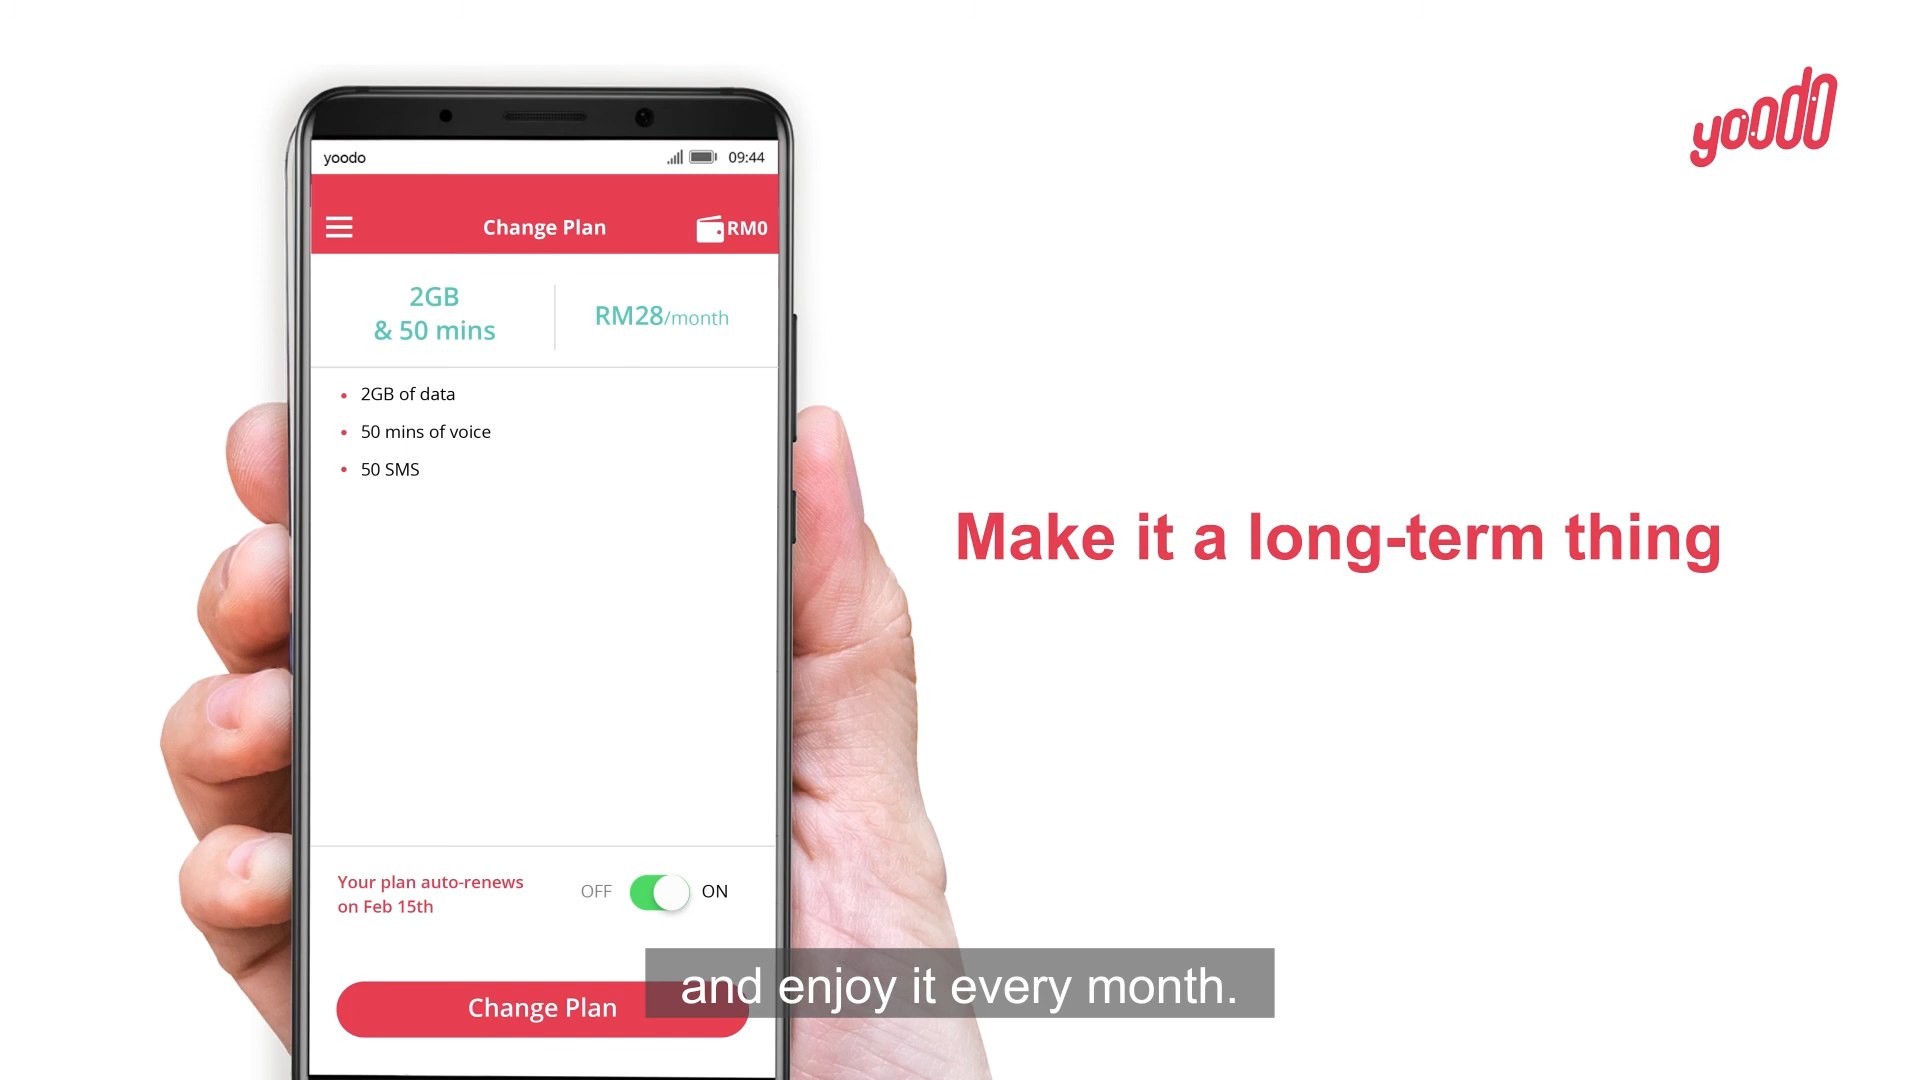 yoodo
yoodo 09:44
Change Plan RM0
2GB
& 50 mins
RM28/month
• 2GB of data
• 50 mins of voice
• 50 SMS
Make it a long-term thing
Your plan auto-renews
on Feb 15th
OFF ON
and enjoy it every month.
Change Plan